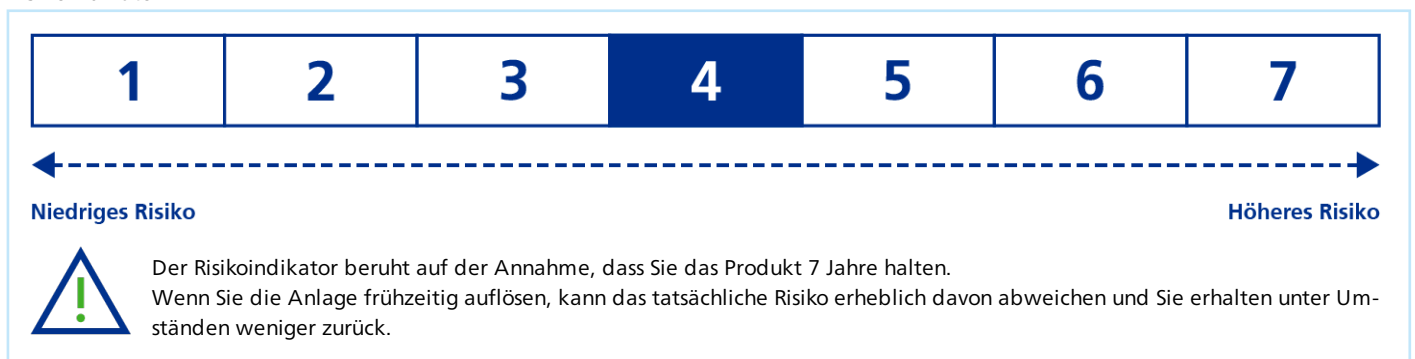 1 2 3 4 5 6 7
Niedriges Risiko Höheres Risiko
Der Risikoindikator beruht auf der Annahme, dass Sie das Produkt 7 Jahre halten.
Wenn Sie die Anlage frühzeitig auflösen, kann das tatsächliche Risiko erheblich davon abweichen und Sie erhalten unter Um-
ständen weniger zurück.